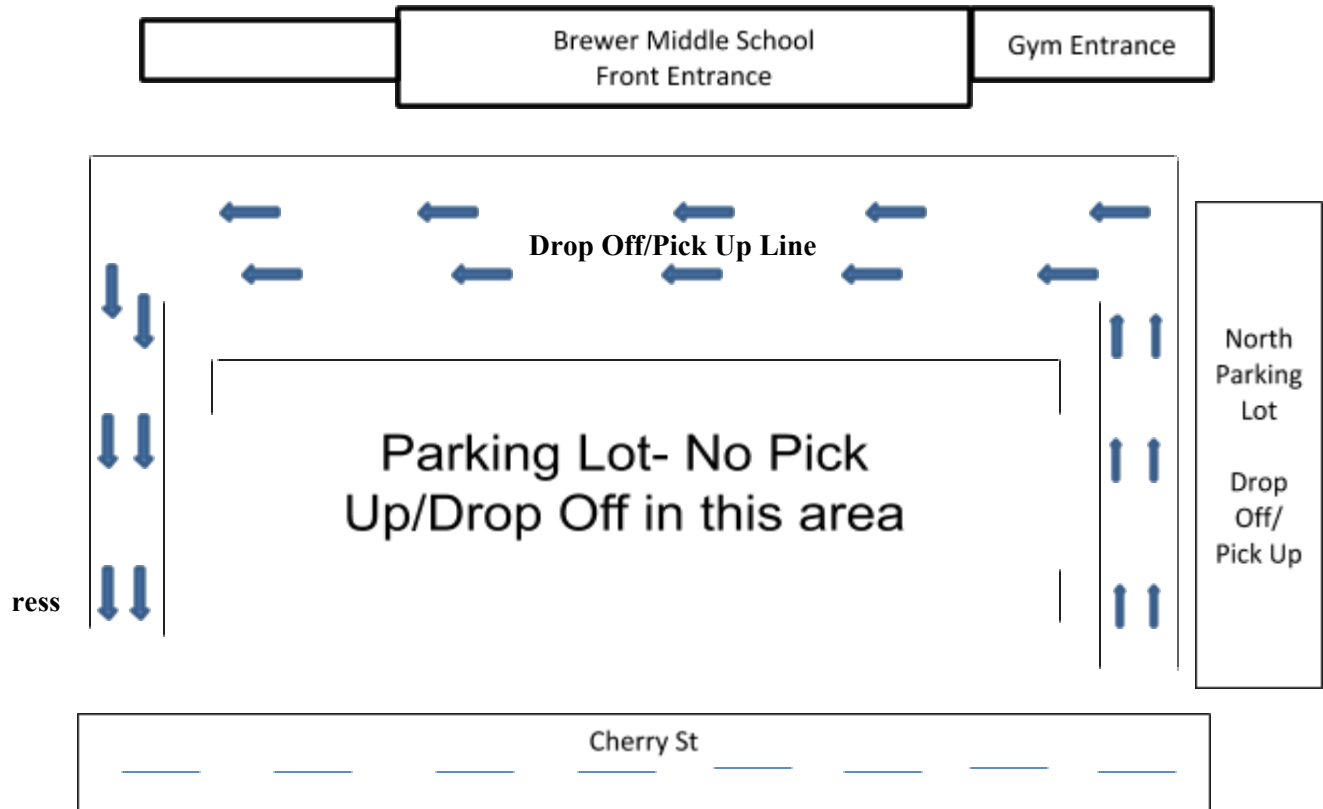 Brewer Middle School
Front Entrance
Gym Entrance
Drop Off/Pick Up Line
Parking Lot- No Pick
Up/Drop Off in this area
North
Parking
Lot
Drop
Off/
Pick Up
ress
Cherry St